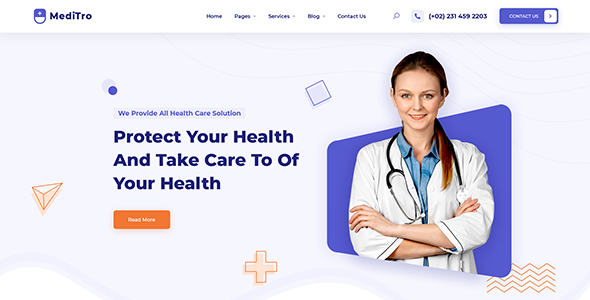 MediTro
Home Pages Services Blog Contact Us
(+02) 231 459 2203
CONTACT US
We Provide All Health Care Solution
Protect Your Health
And Take Care To Of
Your Health
Read More